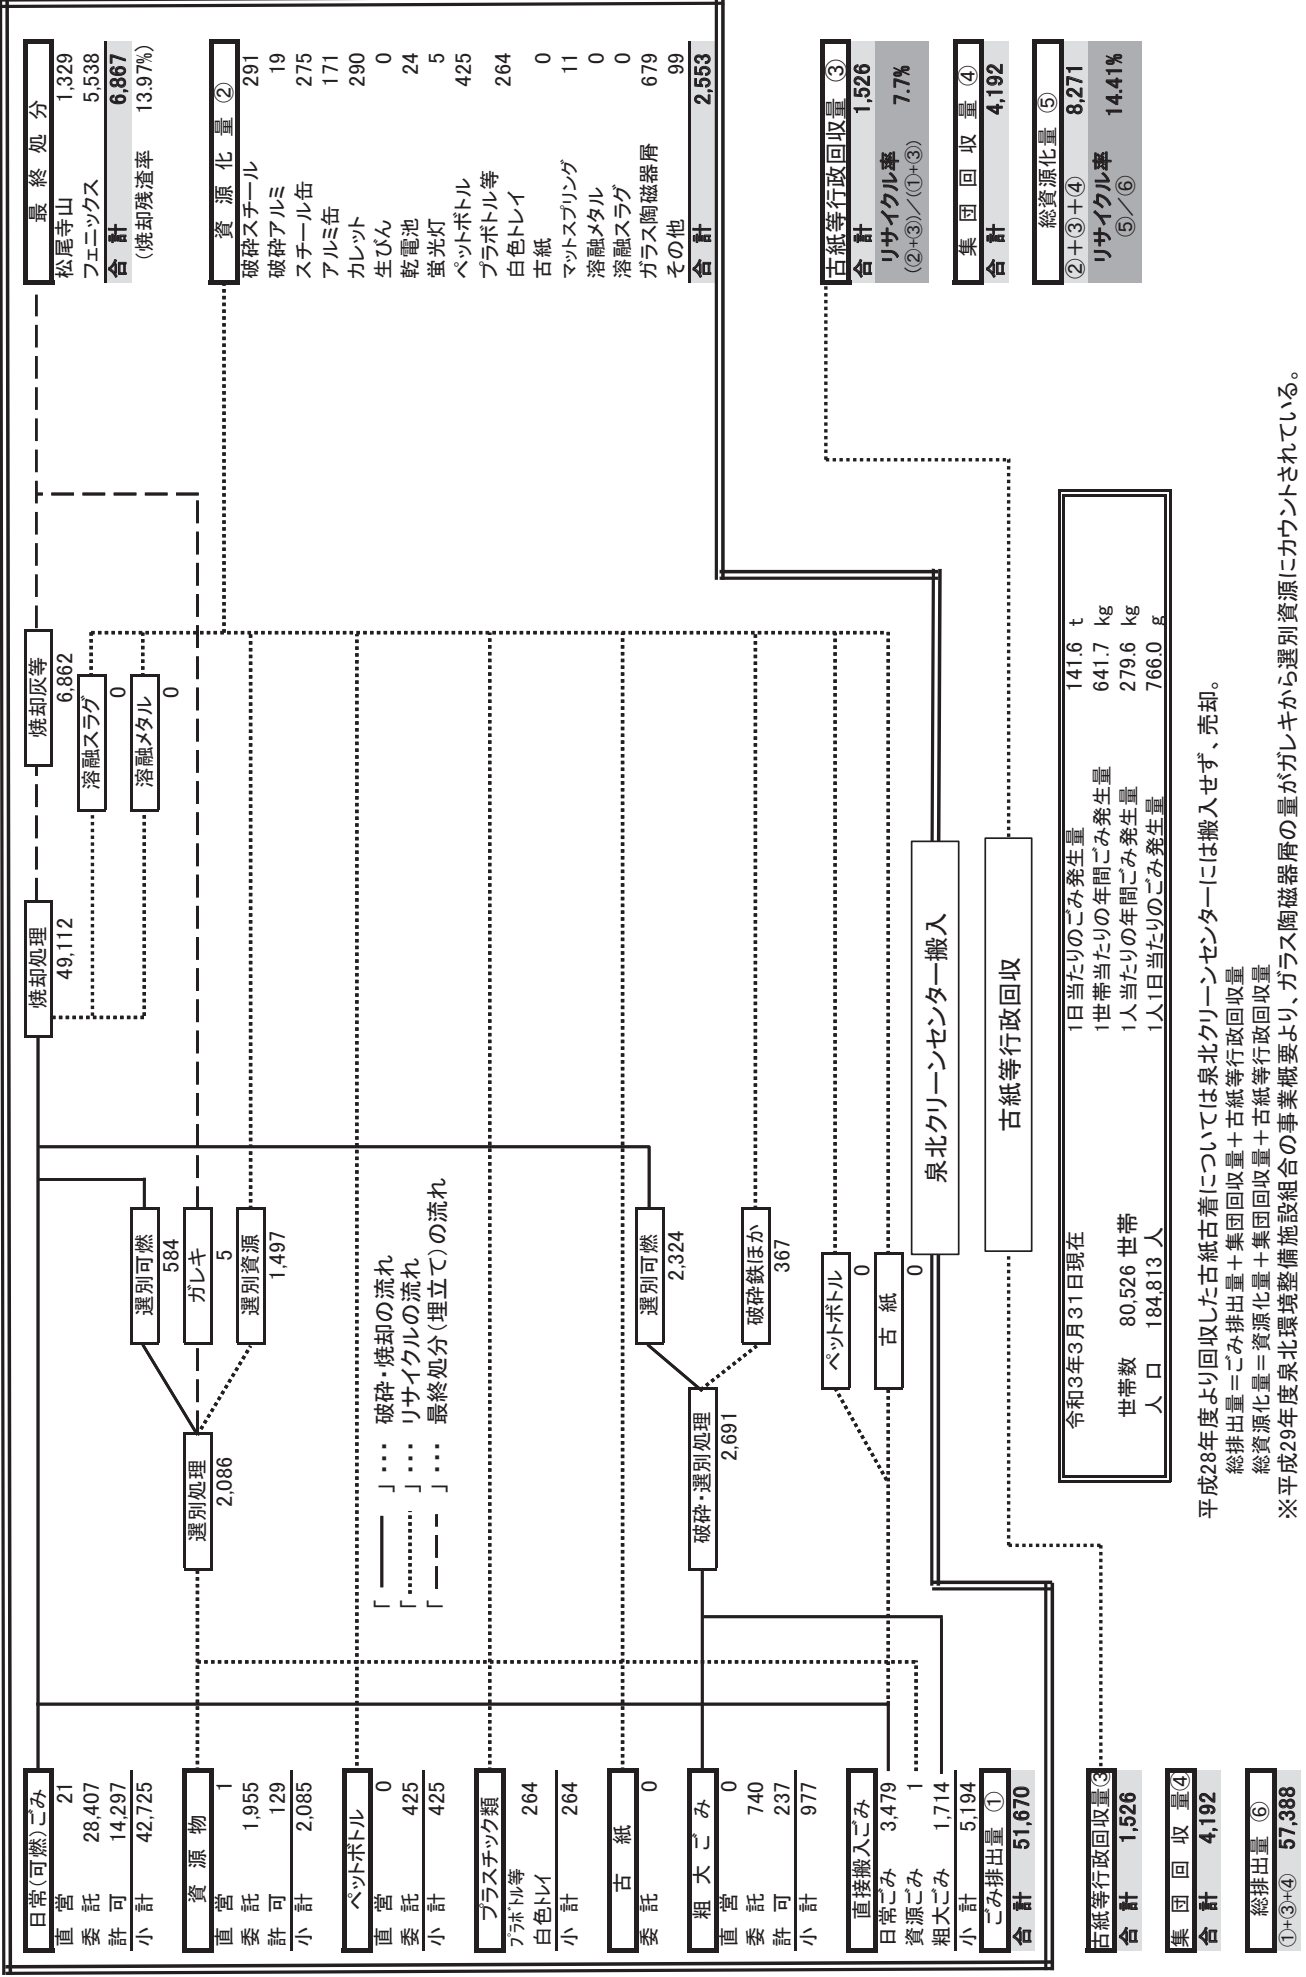 日常(可燃)ごみ
直 営 21
委 託 28,407
許 可 14,297
小 計 42,725
資 源 物
直 営 1
委 託 1,955
許 可 129
小 計 2,085
ペットボトル
直 営 0
委 託 425
小 計 425
プラスチック類
プラボトル等
白色トレイ 264
小 計 264
古 紙
委 託 0
粗 大 ご み
直 営 0
委 託 740
許 可 237
小 計 977
直接搬入ごみ
日常ごみ 3,479
資源ごみ 1
粗大ごみ 1,714
小 計 5,194
ごみ排出量 ①
合 計 51,670
古紙等行政回収量③
合 計 1,526
集 団 回 収 量④
合 計 4,192
総排出量 ⑥
①+③+④ 57,388
選別処理
2,086
選別可燃
584
ガレキ
5
選別資源
1,497
「 ―― 」・・・ 破砕・焼却の流れ
「 ········ 」・・・ リサイクルの流れ
「 ― ― ― 」・・・ 最終処分(埋立て)の流れ
破砕・選別処理
2,691
選別可燃
2,324
破砕鉄ほか
367
ペットボトル
0
古 紙
0
焼却処理
49,112
焼却灰等
6,862
溶融スラグ
0
溶融メタル
0
泉北クリーンセンター搬入
古紙等行政回収
最 終 処 分
松尾寺山 1,329
フェニックス 5,538
合 計 6,867
(焼却残渣率 13.97%)
資 源 化 量 ②
破砕スチール 291
破砕アルミ 19
スチール缶 275
アルミ缶 171
カレット 290
生びん 0
乾電池 24
蛍光灯 5
ペットボトル 425
プラボトル等
白色トレイ 264
古紙 0
マットスプリング 11
溶融メタル 0
溶融スラグ 0
ガラス陶磁器屑 679
その他 99
合 計 2,553
古紙等行政回収量 ③
合 計 1,526
リサイクル率 7.7%
(②+③)/(①+③)
集 団 回 収 量 ④
合 計 4,192
総資源化量 ⑤
②+③+④ 8,271
リサイクル率 14.41%
⑤/⑥
令和3年3月31日現在
世帯数 80,526 世帯
人 口 184,813 人
1日当たりのごみ発生量 141.6 t
1世帯当たりの年間ごみ発生量 641.7 kg
1人当たりの年間ごみ発生量 279.6 kg
1人1日当たりのごみ発生量 766.0 g
平成28年度より回収した古紙古着については泉北クリーンセンターには搬入せず、売却。
総排出量=ごみ排出量+集団回収量+古紙等行政回収量
総資源化量=資源化量+集団回収量+古紙等行政回収量
※平成29年度泉北環境整備施設組合の事業概要より、ガラス陶磁器屑の量がガレキから選別資源にカウントされている。